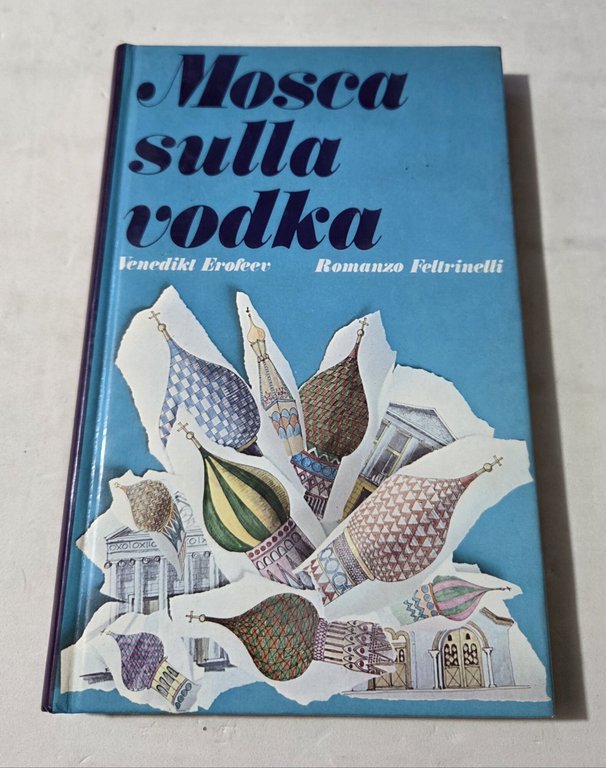 Mosca
sulla
vodka
Venedikt Erofeev Romanzo Feltrinelli